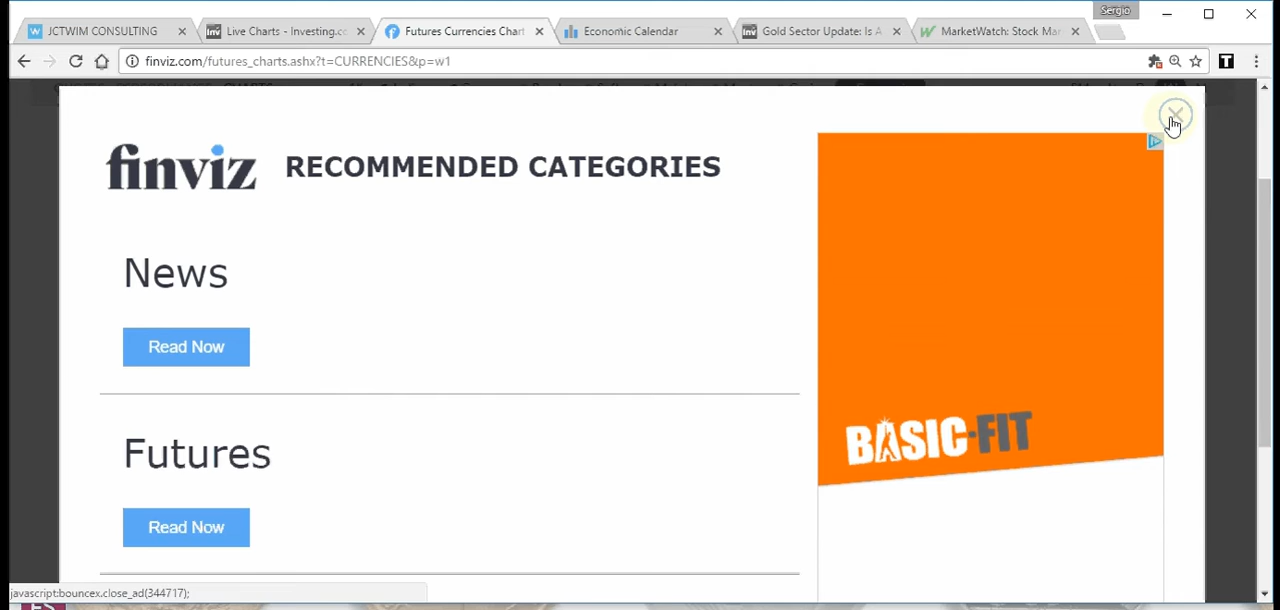 Sergio
JCTWIM CONSULTING
Live Charts - Investing.co
Futures Currencies Chart
Economic Calendar
Gold Sector Update: Is A
MarketWatch: Stock Mar
finviz.com/futures_charts.ashx?t=CURRENCIES&p=w1
finviz RECOMMENDED CATEGORIES
News
Read Now
BASIC-FIT
Futures
Read Now
javascript:bouncex.close_ad(344717);
ES